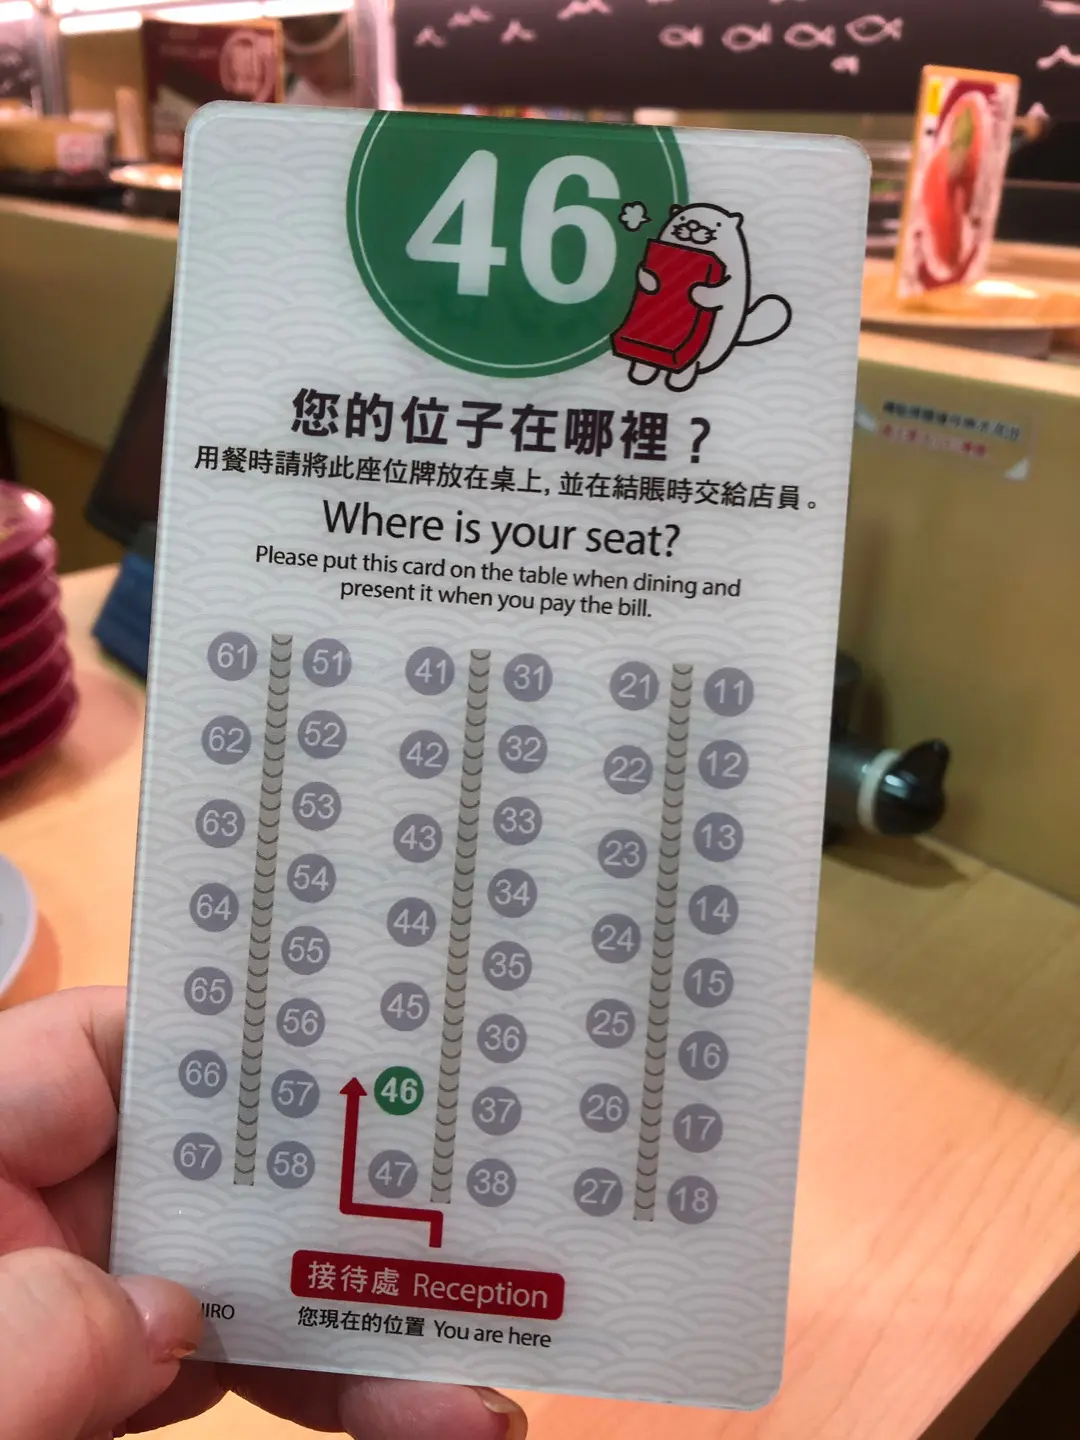 46
您的位子在哪裡？
用餐時請將此座位牌放在桌上, 並在結賬時交給店員。
Where is your seat?
Please put this card on the table when dining and
present it when you pay the bill.
61 51 41 31 21 11
62 52 42 32 22 12
63 53 43 33 23 13
64 54 44 34 24 14
65 55 45 35 25 15
66 56 46 36 26 16
67 57 47 37 27 17
58 38 18
接待處 Reception
您現在的位置 You are here